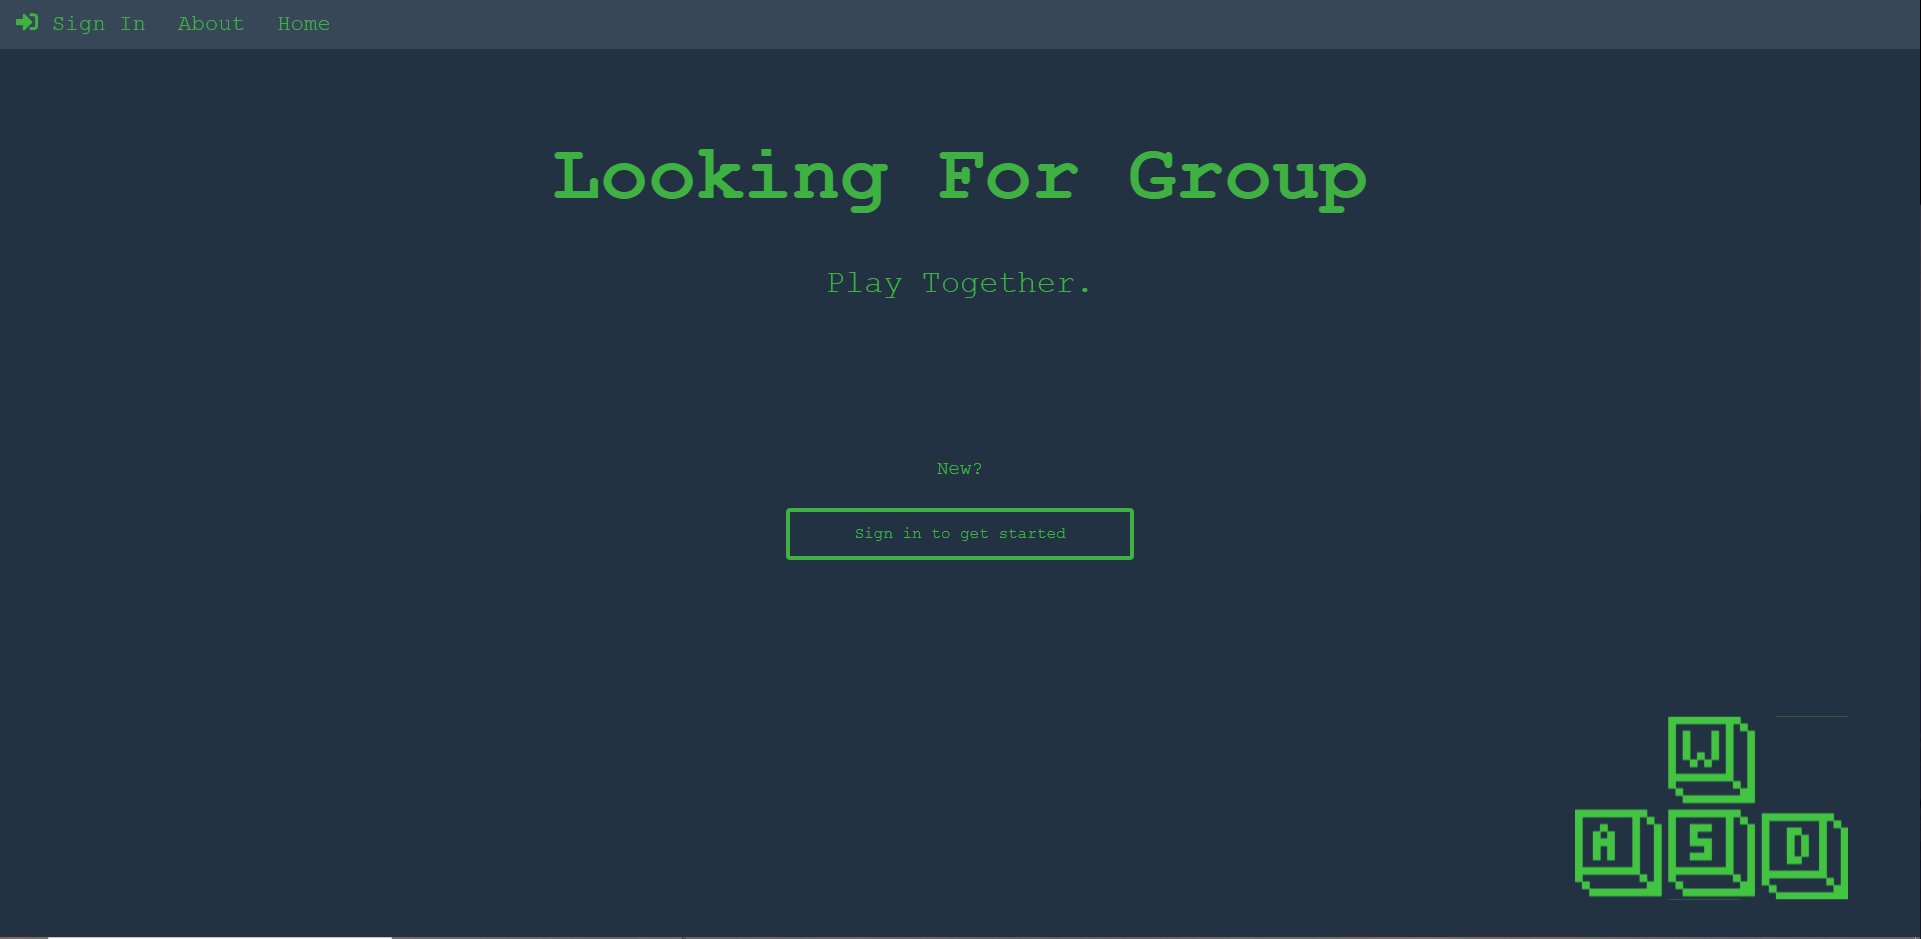 Sign In About Home
Looking For Group
Play Together.
New?
Sign in to get started
W
A S D